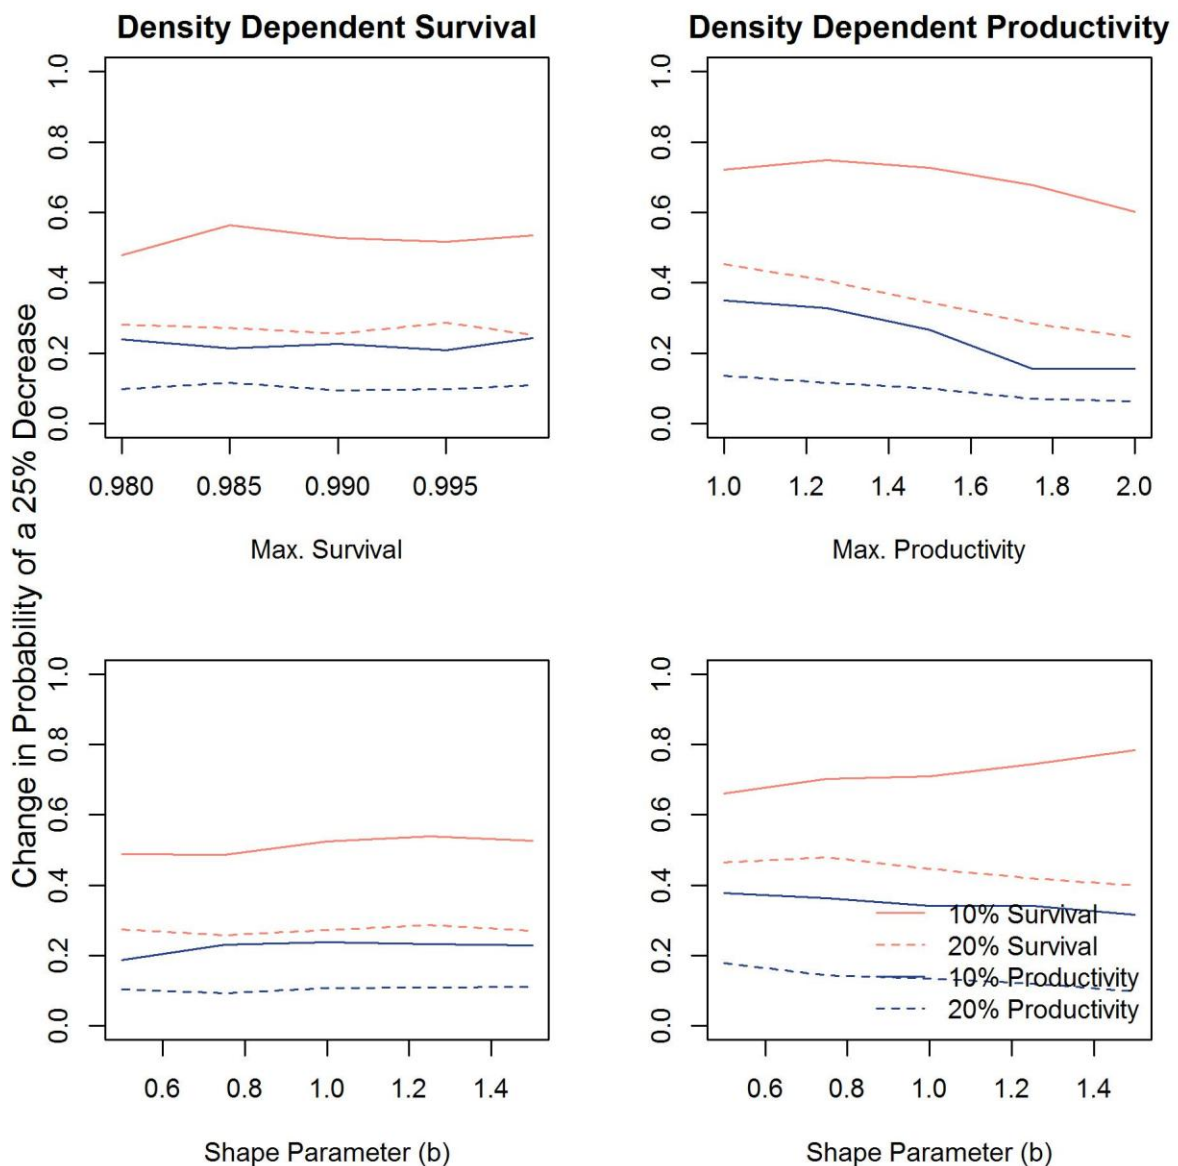 Density Dependent Survival
Density Dependent Productivity
Change in Probability of a 25% Decrease
1.0
0.8
0.6
0.4
0.2
0.0
0.980 0.985 0.990 0.995
Max. Survival
1.0
0.8
0.6
0.4
0.2
0.0
1.0 1.2 1.4 1.6 1.8 2.0
Max. Productivity
1.0
0.8
0.6
0.4
0.2
0.0
0.6 0.8 1.0 1.2 1.4
Shape Parameter (b)
1.0
0.8
0.6
0.4
0.2
0.0
10% Survival
20% Survival
10% Productivity
20% Productivity
0.6 0.8 1.0 1.2 1.4
Shape Parameter (b)